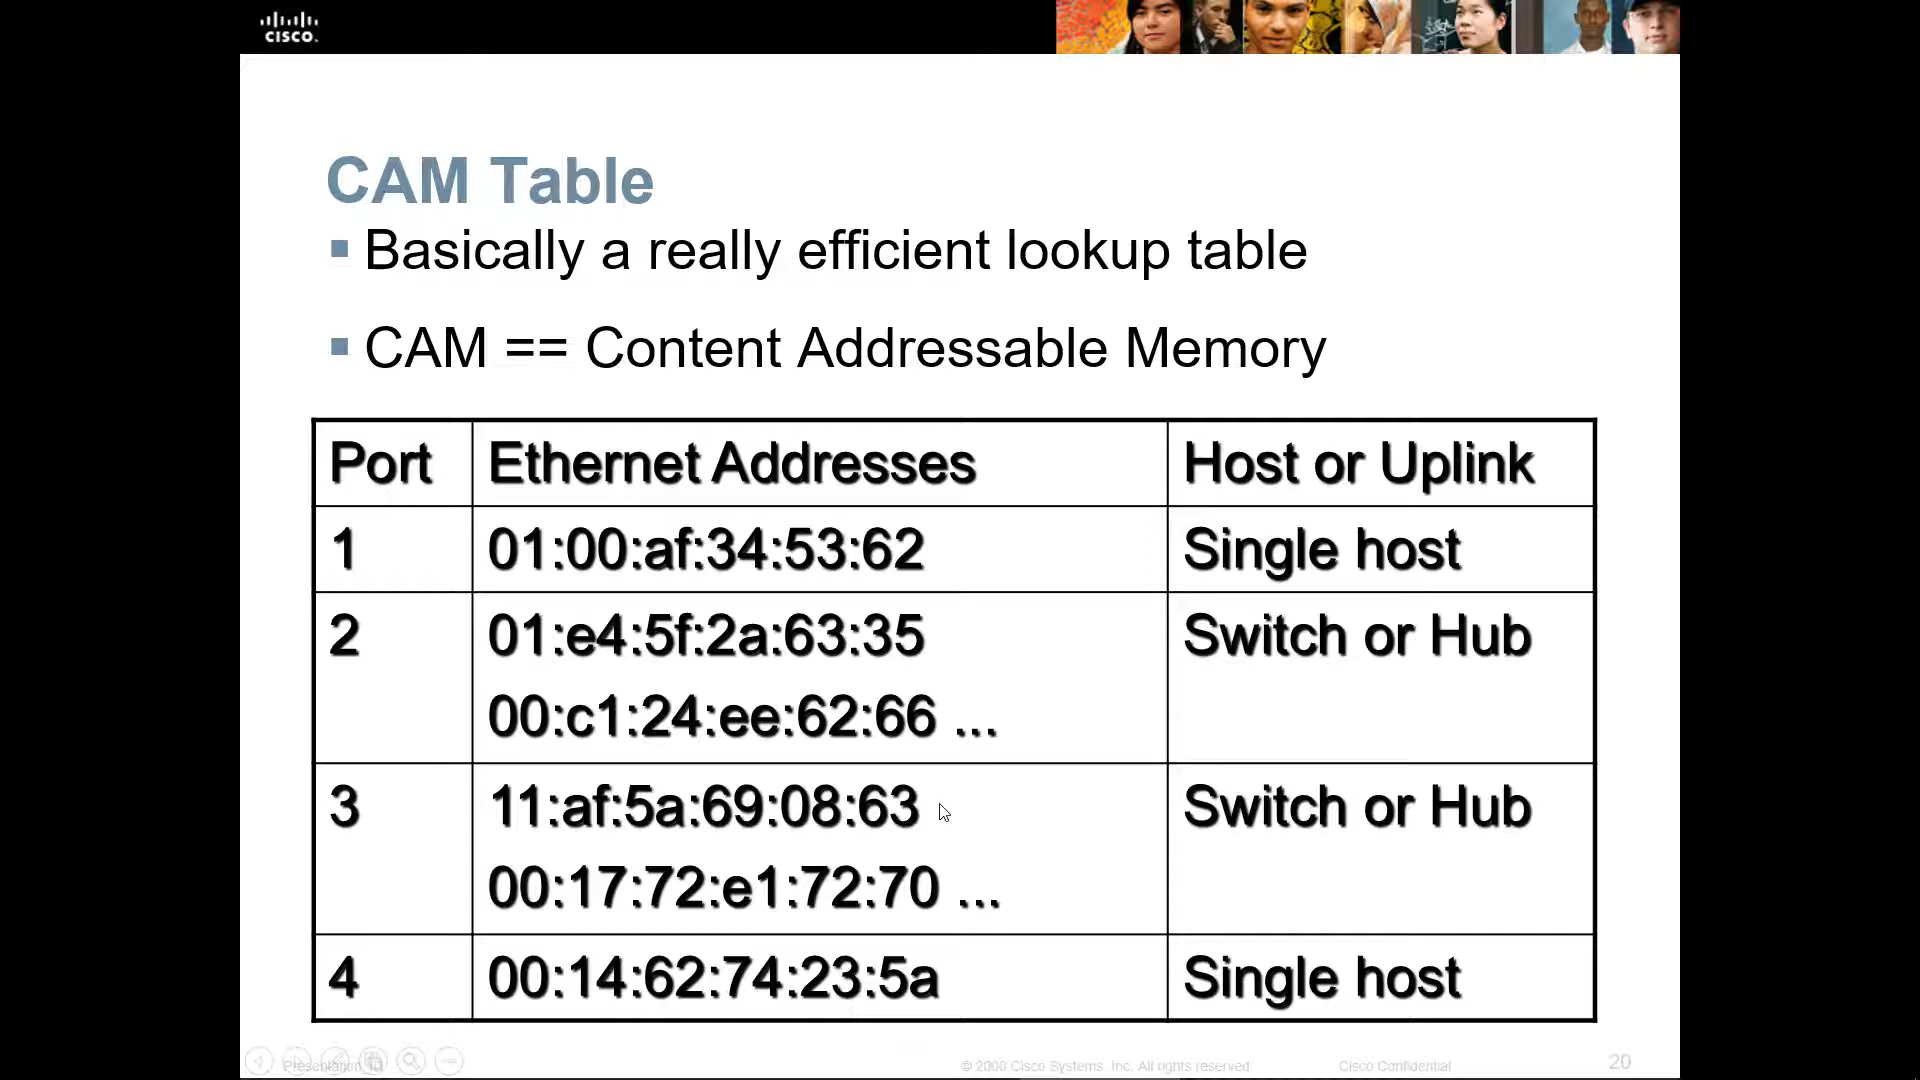 CISCO.
CAM Table
Basically a really efficient lookup table
CAM == Content Addressable Memory
Port Ethernet Addresses Host or Uplink
1 01:00:af:34:53:62 Single host
2 01:e4:5f:2a:63:35 Switch or Hub
00:c1:24:ee:62:66 ...
3 11:af:5a:69:08:63 Switch or Hub
00:17:72:e1:72:70 ...
4 00:14:62:74:23:5a Single host
© 2008 Cisco Systems, Inc. All rights reserved Cisco Confidential 20